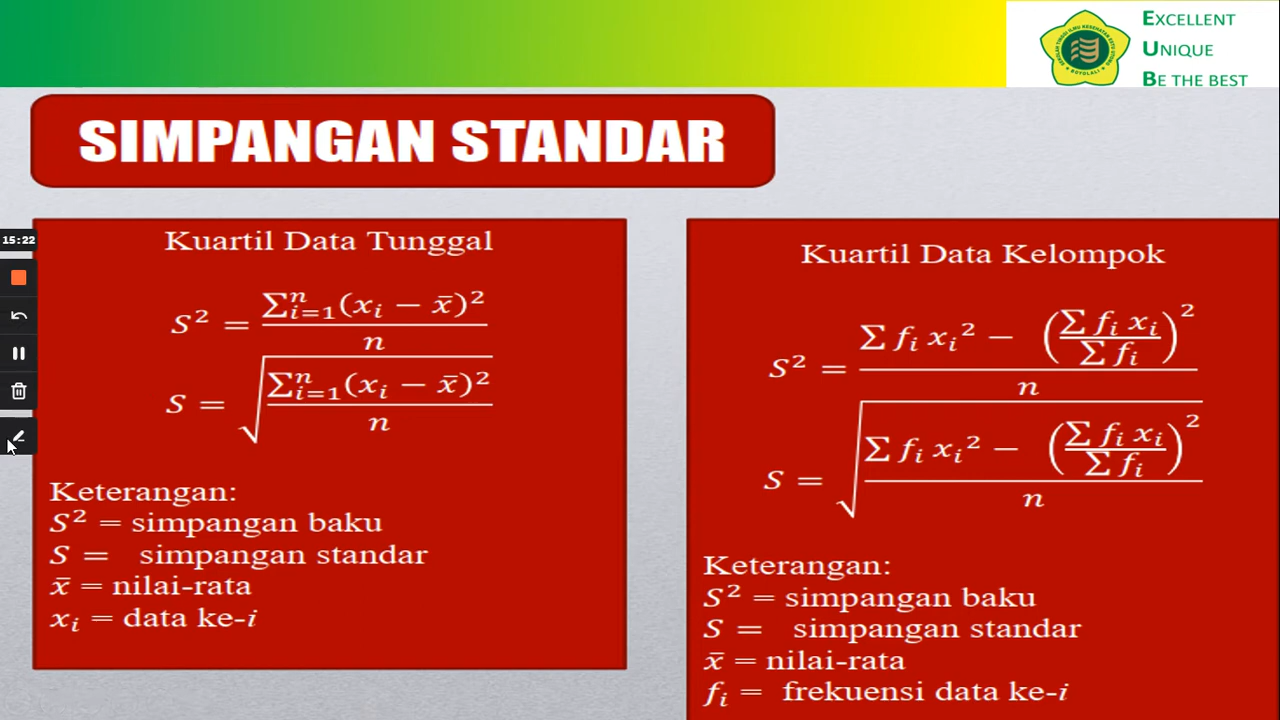 EXCELLENT
UNIQUE
BE THE BEST
BOYOLALI
SIMPANGAN STANDAR
15:22
Kuartil Data Tunggal
S² = ∑ⁿᵢ₌₁(xᵢ − x̄)² / n
S = √(∑ⁿᵢ₌₁(xᵢ − x̄)² / n)
Keterangan:
S² = simpangan baku
S = simpangan standar
x̄ = nilai-rata
xᵢ = data ke-i
Kuartil Data Kelompok
S² = (∑ fᵢ xᵢ² − (∑ fᵢ xᵢ / ∑ fᵢ)²) / n
S = √((∑ fᵢ xᵢ² − (∑ fᵢ xᵢ / ∑ fᵢ)²) / n)
Keterangan:
S² = simpangan baku
S = simpangan standar
x̄ = nilai-rata
fᵢ = frekuensi data ke-i